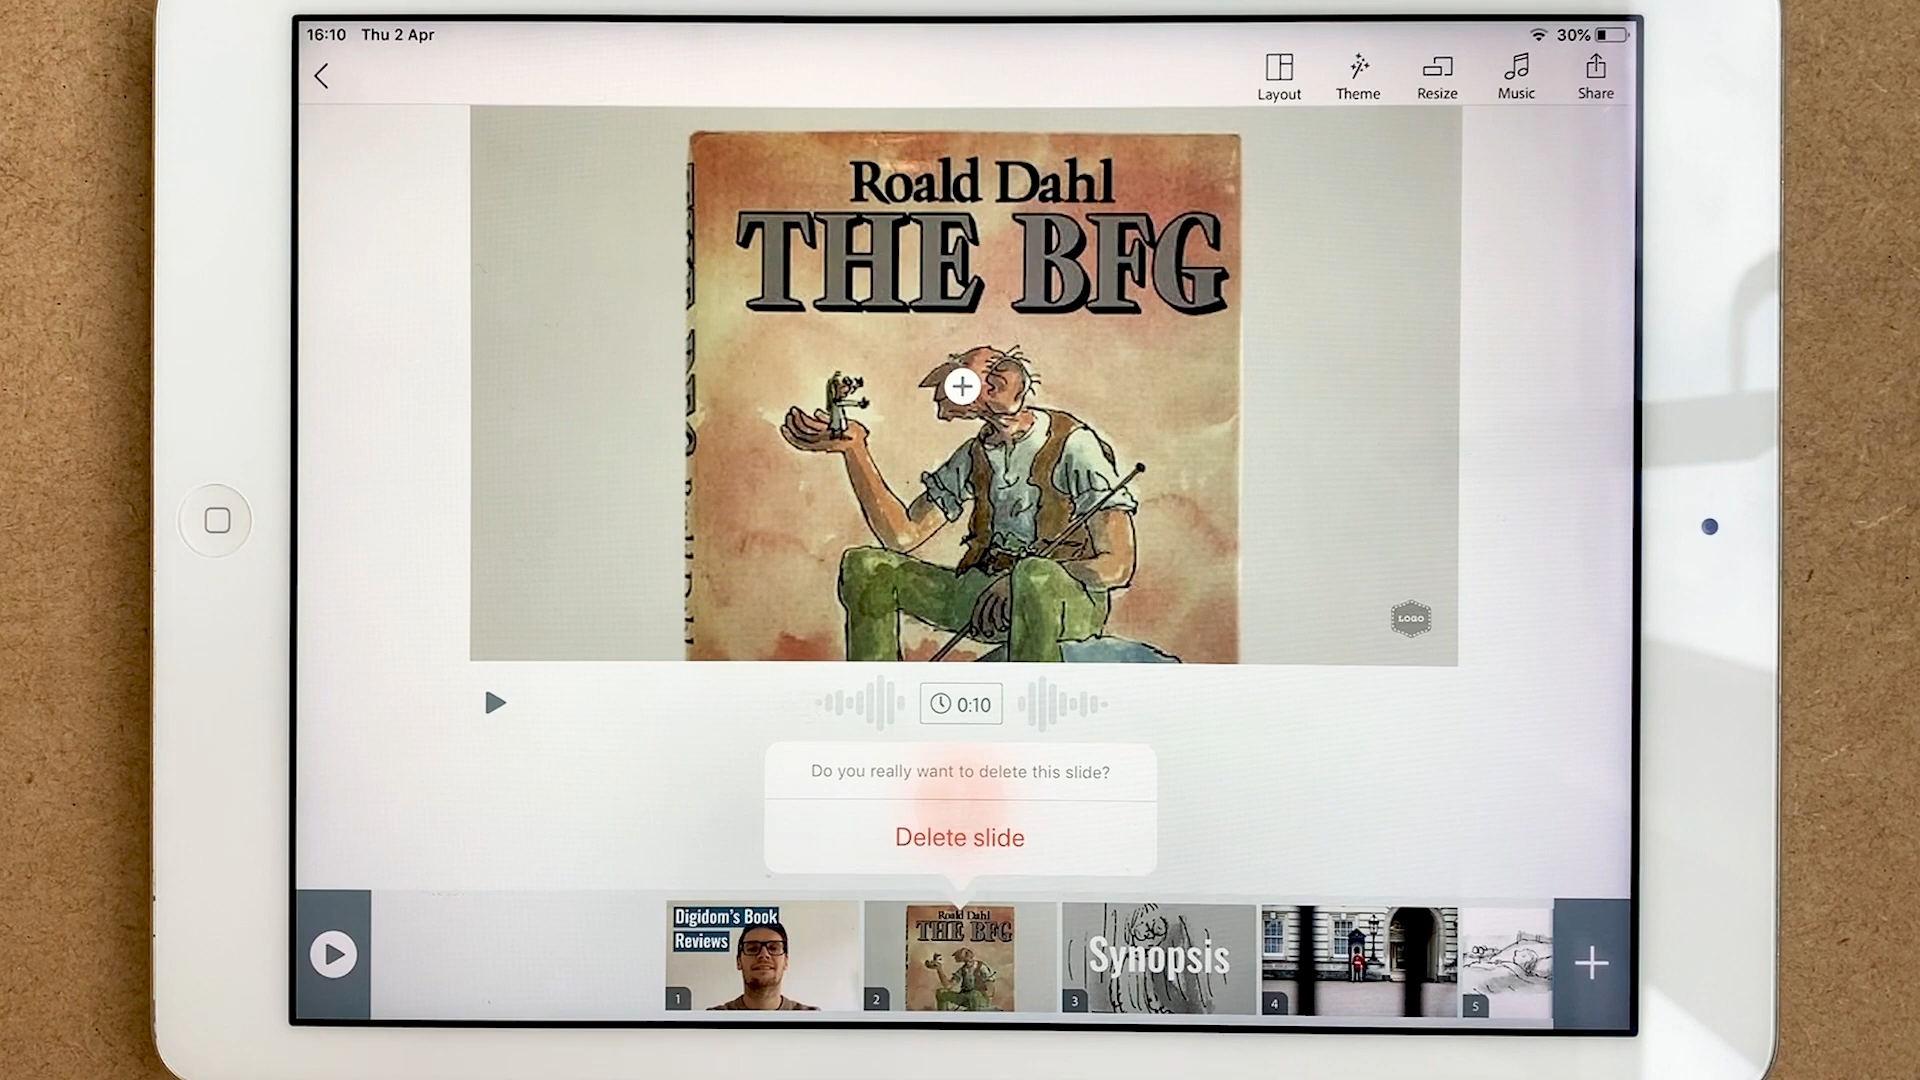 16:10 Thu 2 Apr
30%
Layout
Theme
Resize
Music
Share
Roald Dahl
THE BFG
LOGO
0:10
Do you really want to delete this slide?
Delete slide
Digidom's Book
Reviews
1
Roald Dahl
THE BFG
2
Synopsis
3
4
5